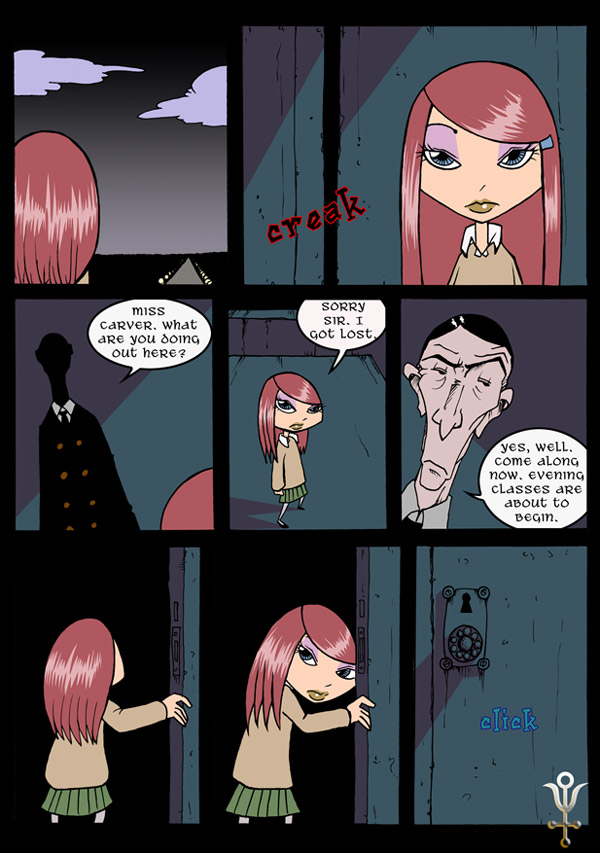 creak
MISS
CARVER. WHAT
ARE YOU DOING
OUT HERE?
SORRY
SIR. I
GOT LOST.
YES, WELL.
COME ALONG
NOW. EVENING
CLASSES ARE
ABOUT TO
BEGIN.
click